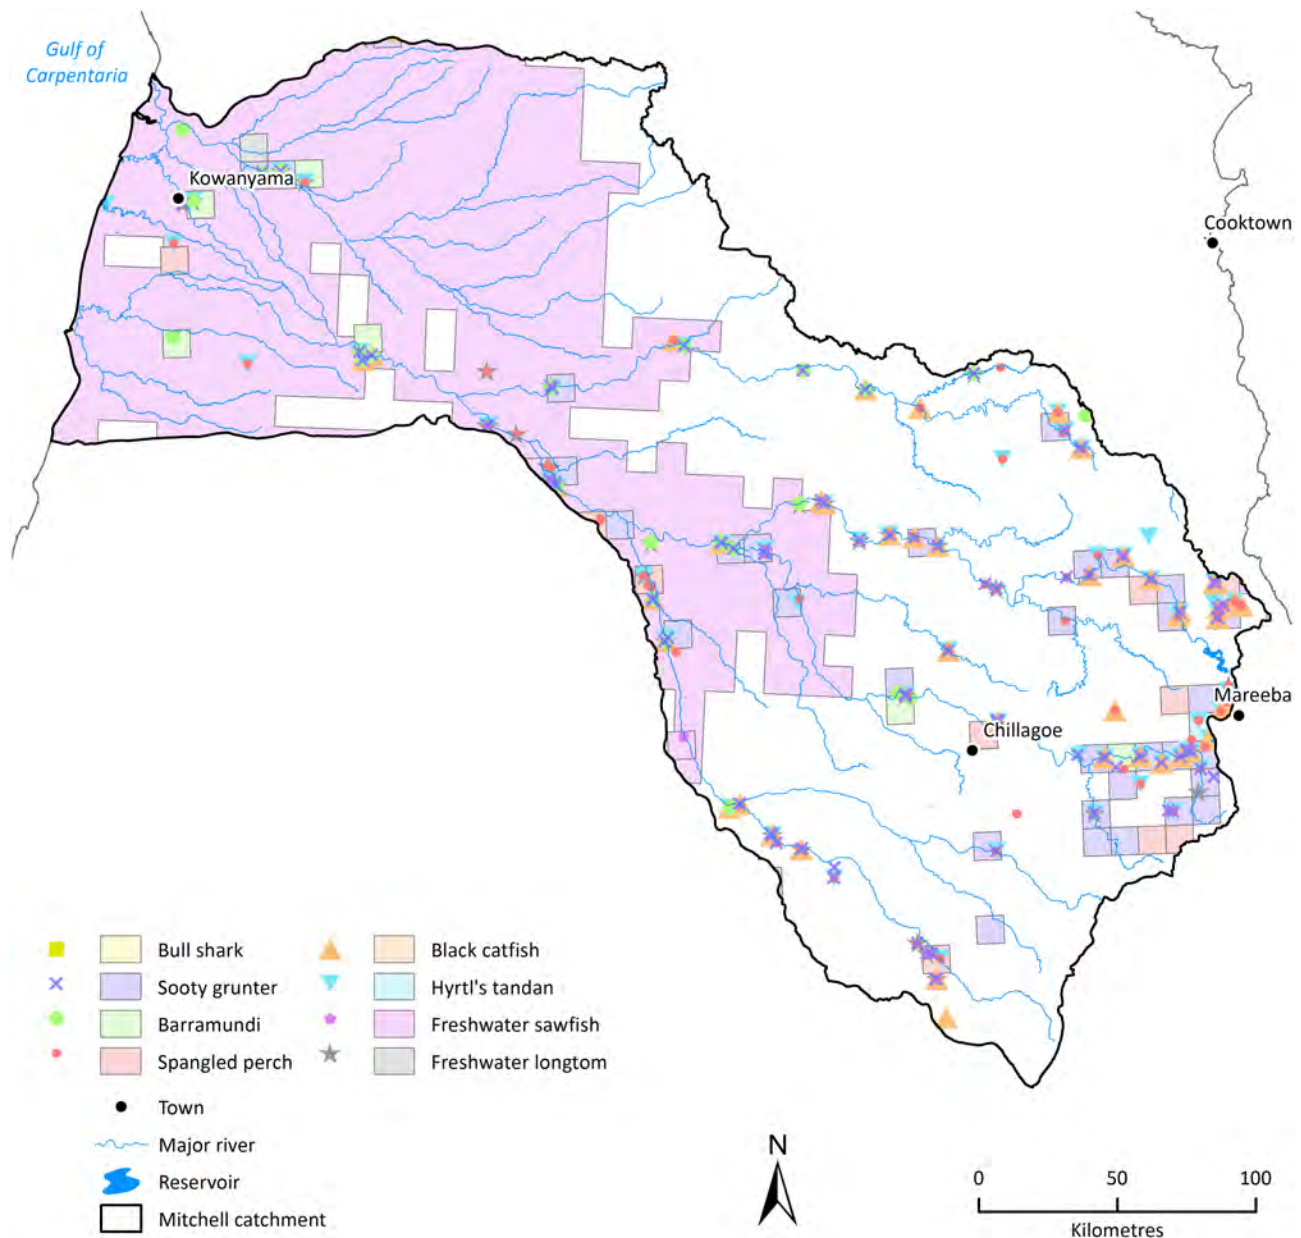 Gulf of
Carpentaria
Kowanyama
Cooktown
Mareeba
Chillagoe
Bull shark
Black catfish
Sooty grunter
Hyrtl's tandan
Barramundi
Freshwater sawfish
Spangled perch
Freshwater longtom
Town
Major river
Reservoir
Mitchell catchment
N
0 50 100
Kilometres